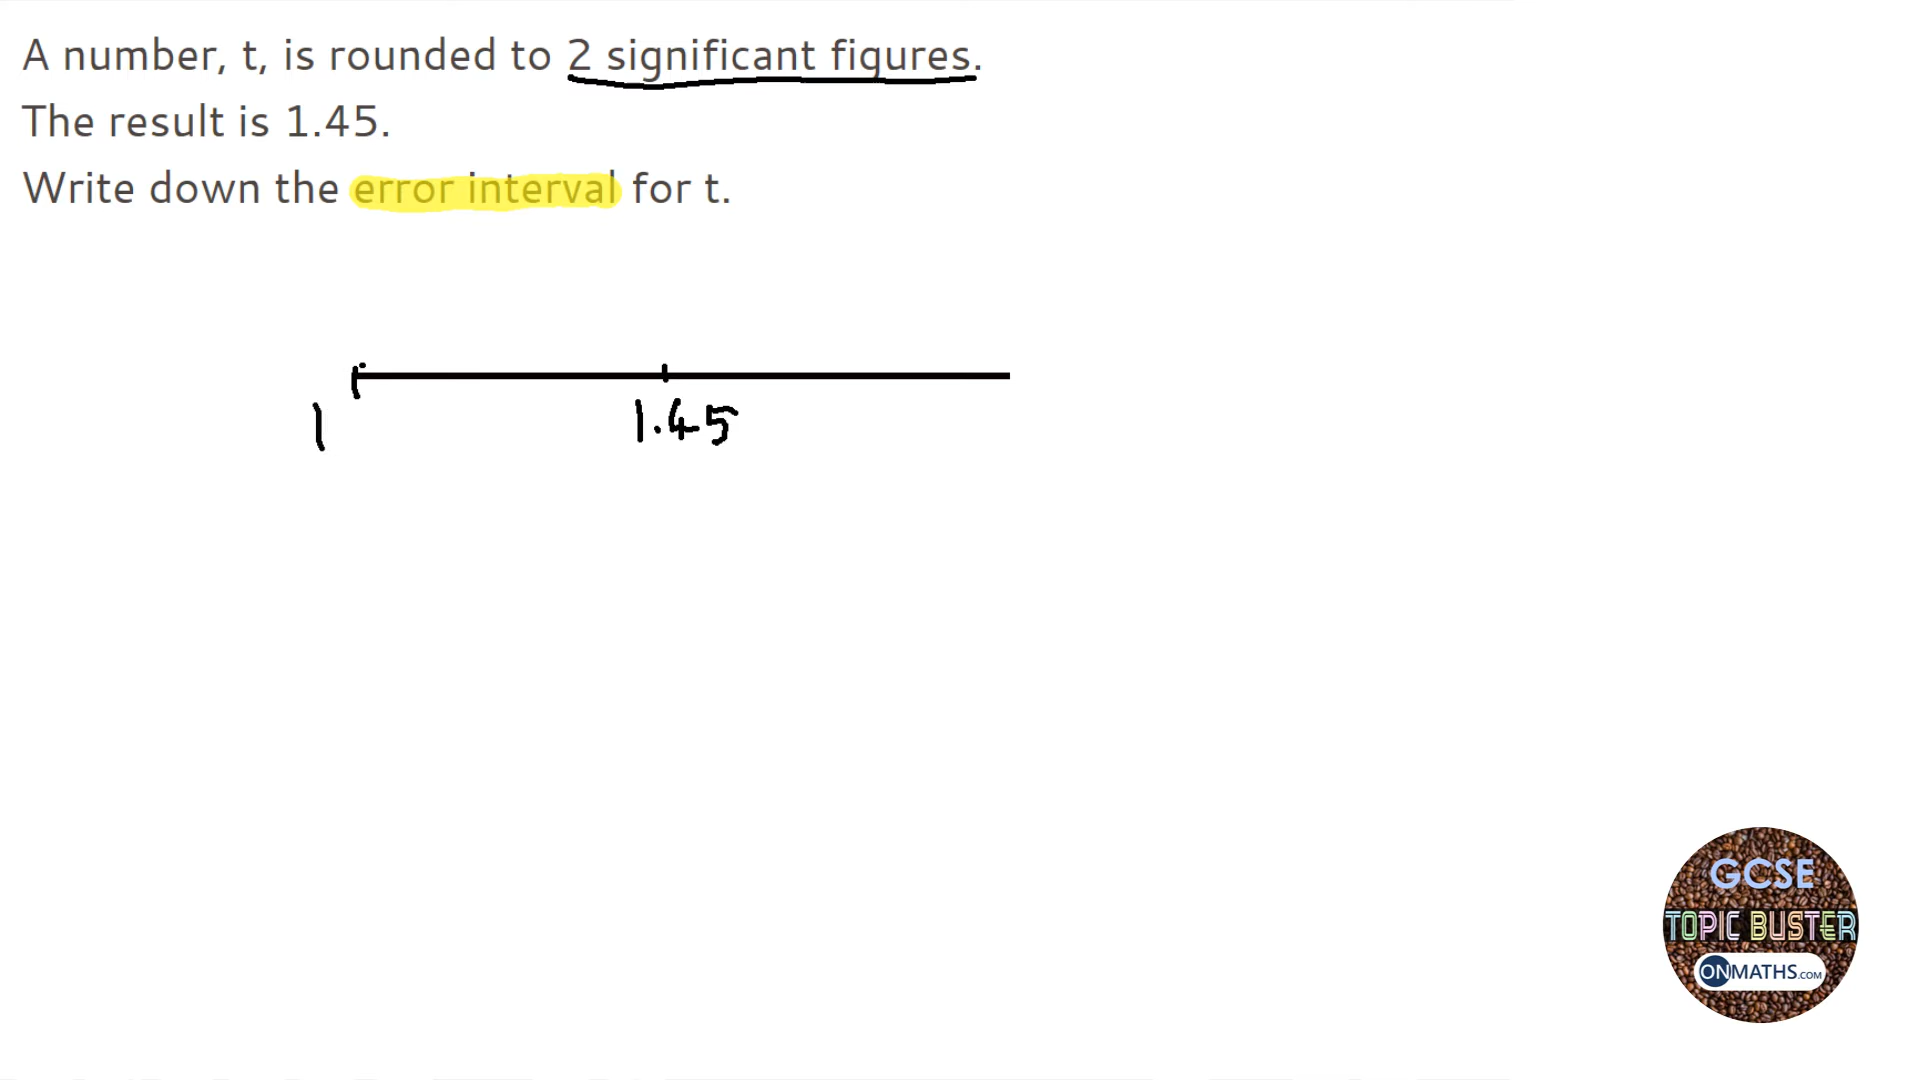 A number, t, is rounded to 2 significant figures.
The result is 1.45.
Write down the error interval for t.
1
1.45
GCSE
TOPIC BUSTER
ONMATHS.COM